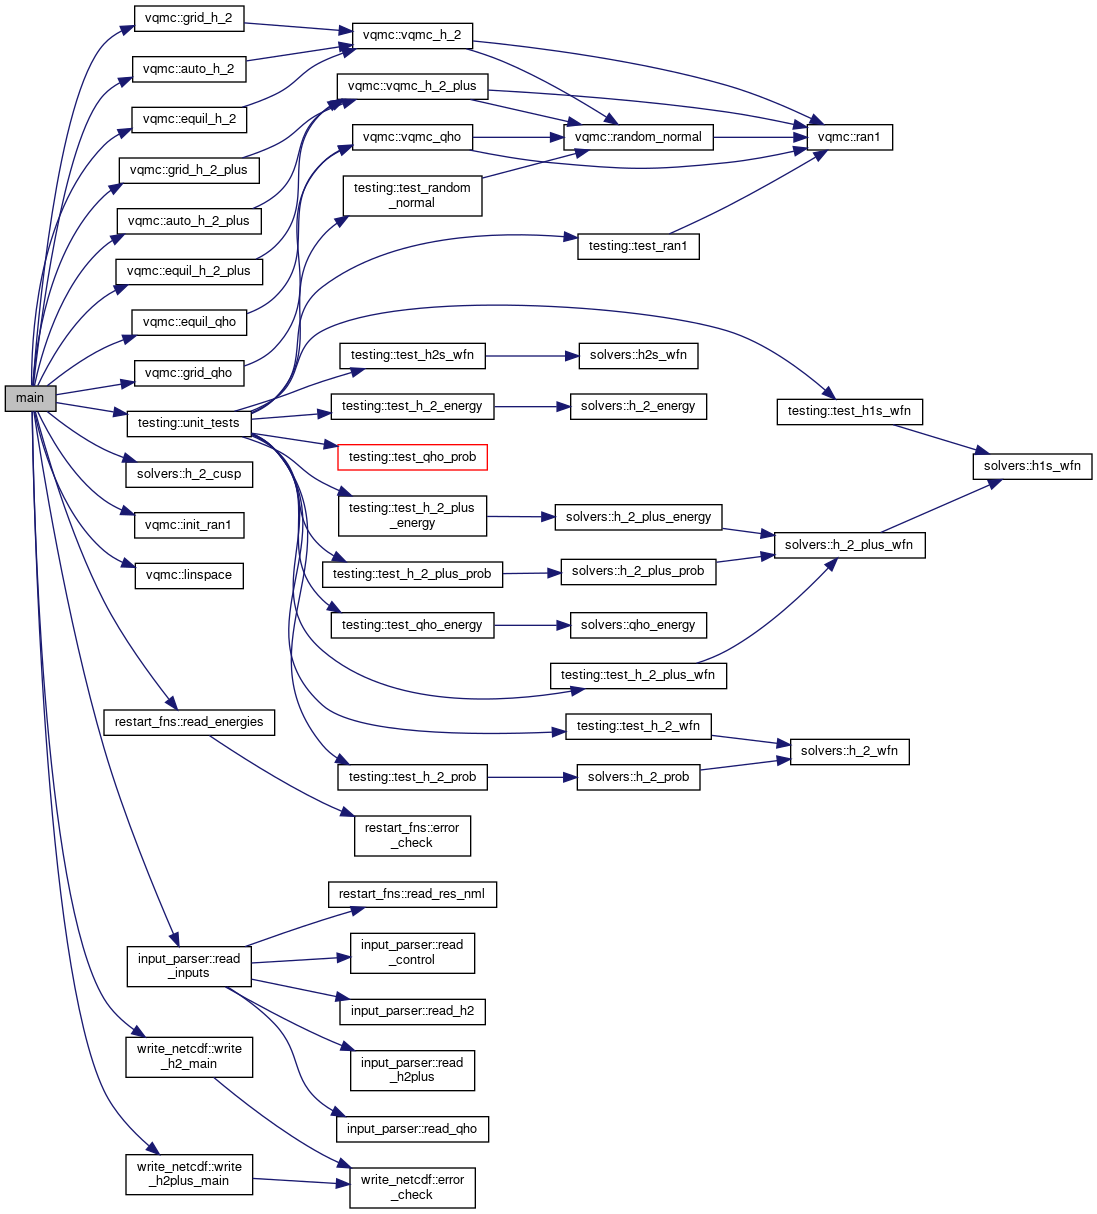 main
vqmc::grid_h_2
vqmc::auto_h_2
vqmc::equil_h_2
vqmc::grid_h_2_plus
vqmc::auto_h_2_plus
vqmc::equil_h_2_plus
vqmc::equil_qho
vqmc::grid_qho
testing::unit_tests
solvers::h_2_cusp
vqmc::init_ran1
vqmc::linspace
restart_fns::read_energies
input_parser::read
_inputs
write_netcdf::write
_h2_main
write_netcdf::write
_h2plus_main
vqmc::vqmc_h_2
vqmc::vqmc_h_2_plus
vqmc::vqmc_qho
testing::test_random
_normal
testing::test_h2s_wfn
testing::test_h_2_energy
testing::test_qho_prob
testing::test_h_2_plus
_energy
testing::test_h_2_plus_prob
testing::test_qho_energy
testing::test_h_2_prob
restart_fns::error
_check
restart_fns::read_res_nml
input_parser::read
_control
input_parser::read_h2
input_parser::read
_h2plus
input_parser::read_qho
write_netcdf::error
_check
vqmc::random_normal
testing::test_ran1
solvers::h2s_wfn
solvers::h_2_energy
solvers::h_2_plus_energy
solvers::h_2_plus_prob
solvers::qho_energy
testing::test_h_2_plus_wfn
testing::test_h_2_wfn
solvers::h_2_prob
vqmc::ran1
testing::test_h1s_wfn
solvers::h_2_plus_wfn
solvers::h_2_wfn
solvers::h1s_wfn